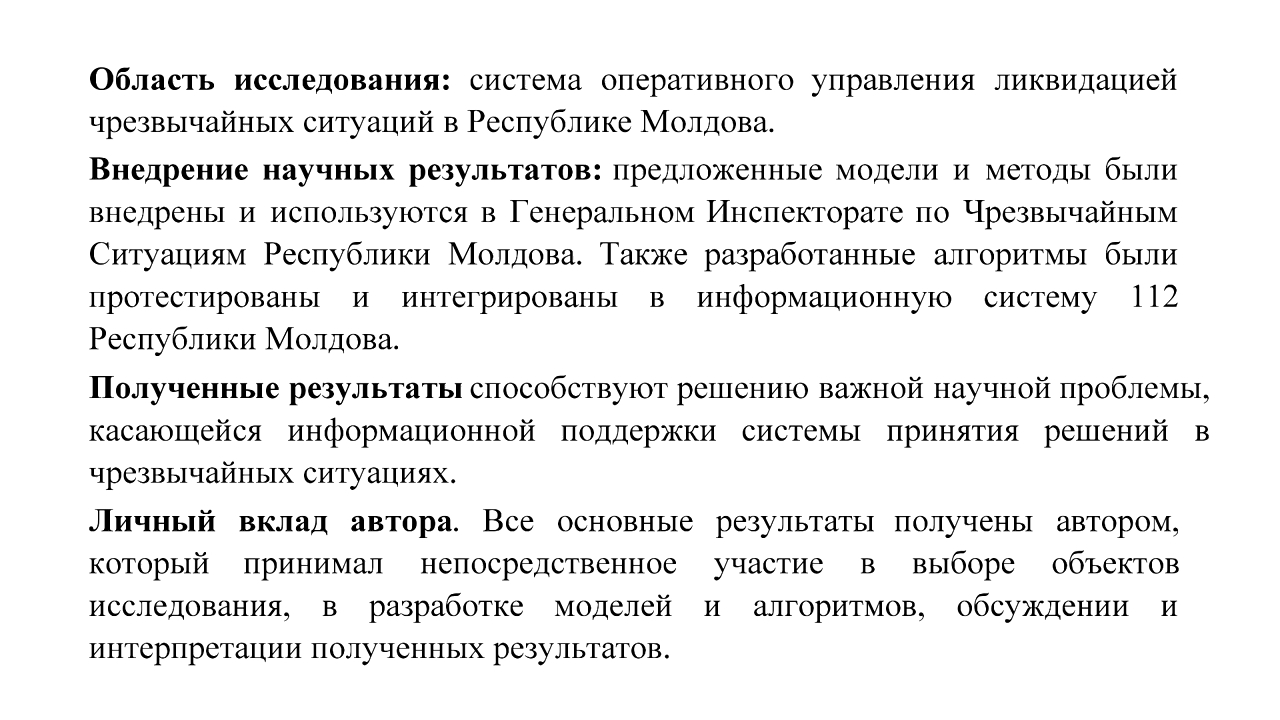 Область исследования: система оперативного управления ликвидацией
чрезвычайных ситуаций в Республике Молдова.
Внедрение научных результатов: предложенные модели и методы были
внедрены и используются в Генеральном Инспекторате по Чрезвычайным
Ситуациям Республики Молдова. Также разработанные алгоритмы были
протестированы и интегрированы в информационную систему 112
Республики Молдова.
Полученные результаты способствуют решению важной научной проблемы,
касающейся информационной поддержки системы принятия решений в
чрезвычайных ситуациях.
Личный вклад автора. Все основные результаты получены автором,
который принимал непосредственное участие в выборе объектов
исследования, в разработке моделей и алгоритмов, обсуждении и
интерпретации полученных результатов.